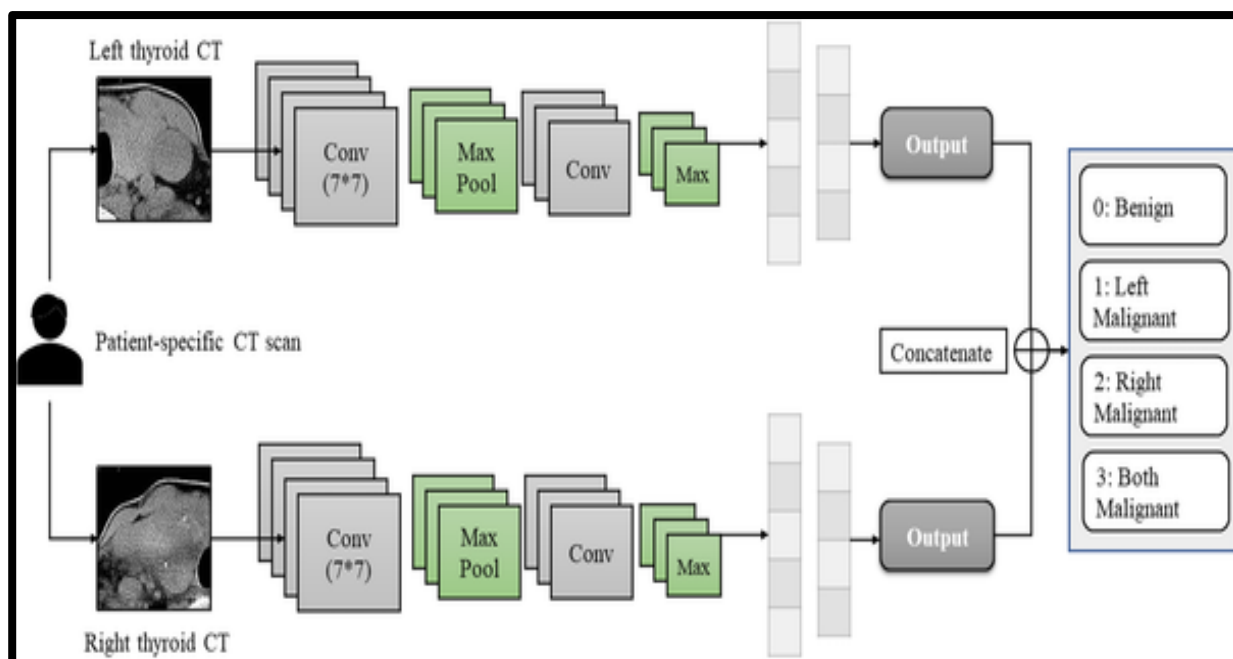 Left thyroid CT
Conv
(7*7)
Max
Pool
Conv
Max
Output
0: Benign
1: Left
Malignant
Patient-specific CT scan
Concatenate
2: Right
Malignant
3: Both
Malignant
Conv
(7*7)
Max
Pool
Conv
Max
Output
Right thyroid CT